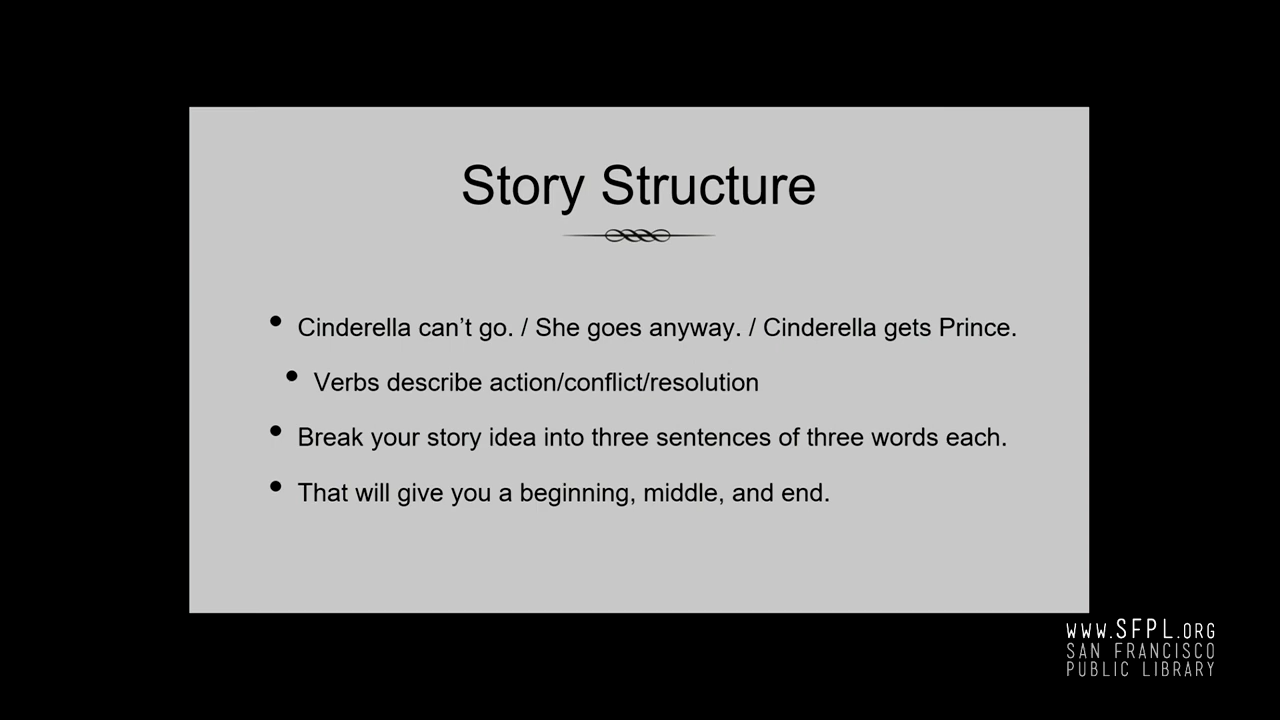 Story Structure
• Cinderella can’t go. / She goes anyway. / Cinderella gets Prince.
• Verbs describe action/conflict/resolution
• Break your story idea into three sentences of three words each.
• That will give you a beginning, middle, and end.
WWW.SFPL.ORG
SAN FRANCISCO
PUBLIC LIBRARY